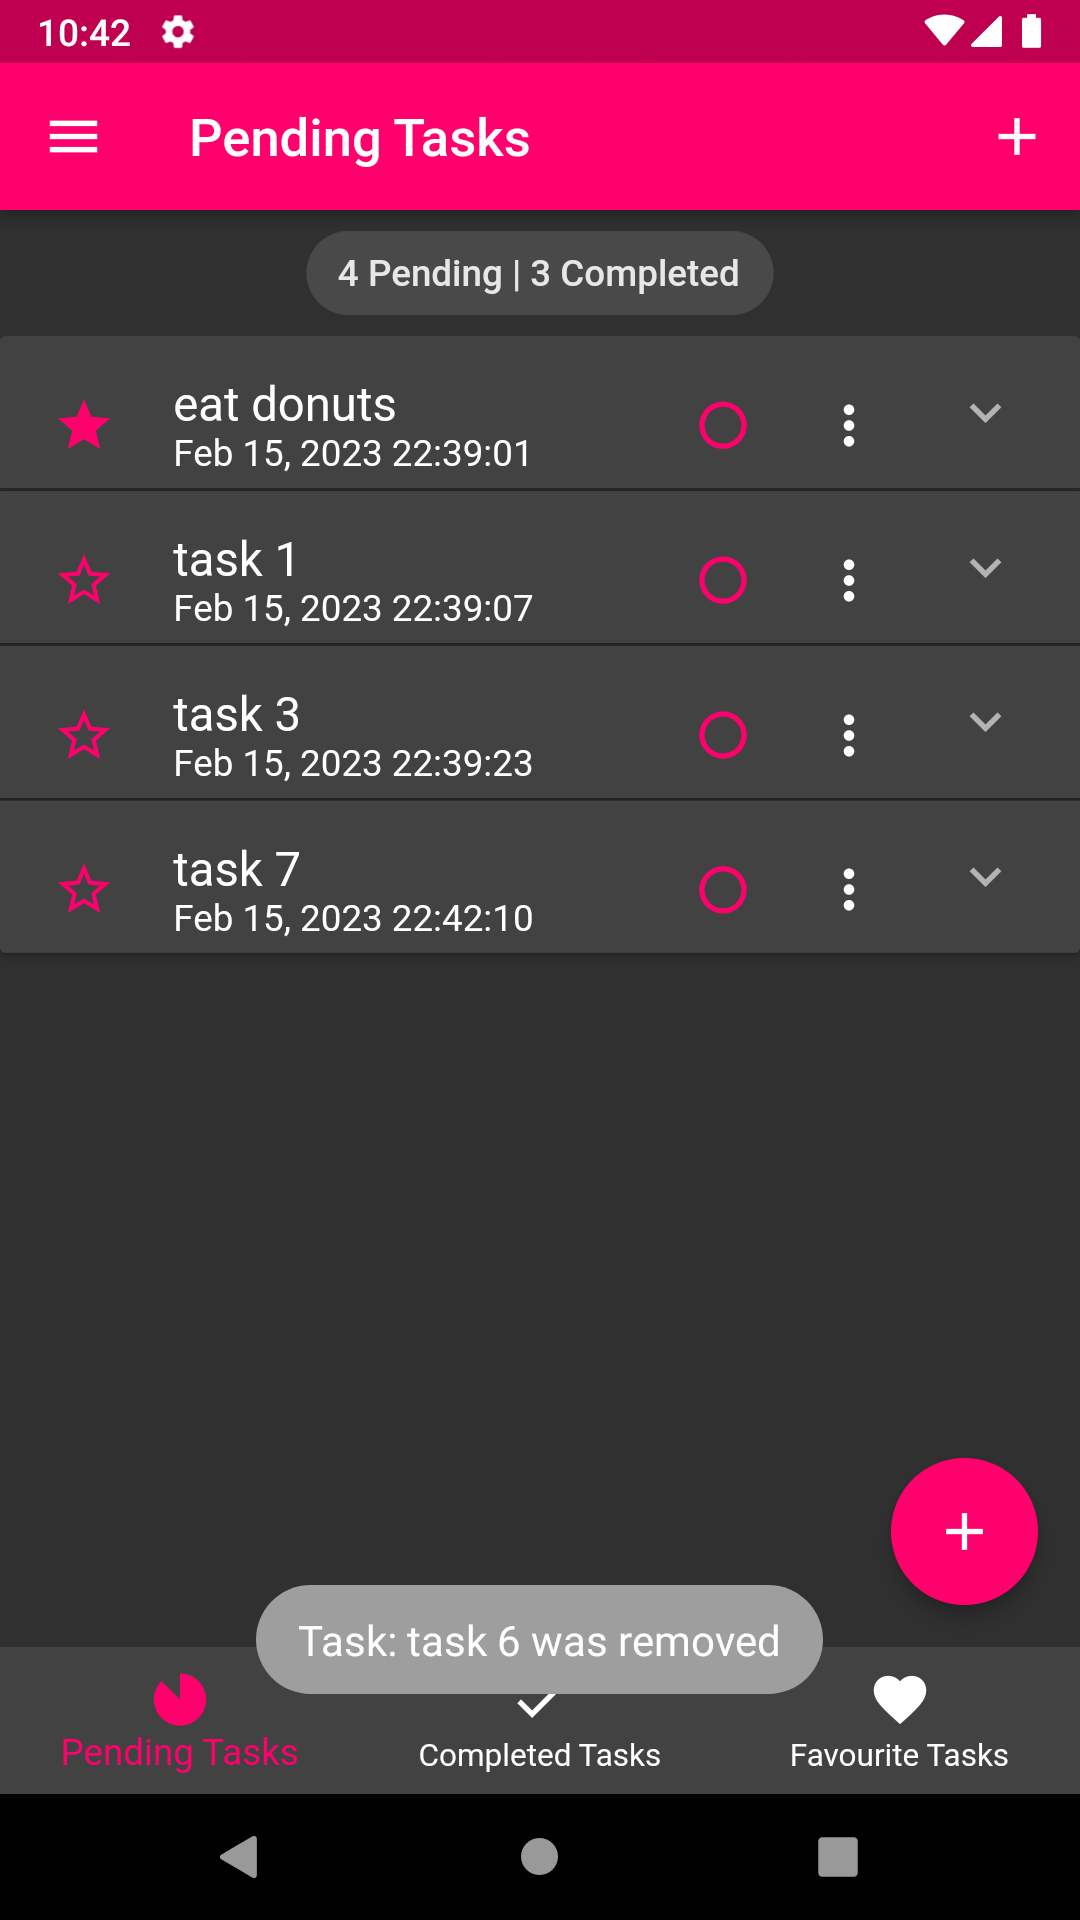 10:42
Pending Tasks
4 Pending | 3 Completed
eat donuts
Feb 15, 2023 22:39:01
task 1
Feb 15, 2023 22:39:07
task 3
Feb 15, 2023 22:39:23
task 7
Feb 15, 2023 22:42:10
Task: task 6 was removed
Pending Tasks
Completed Tasks
Favourite Tasks